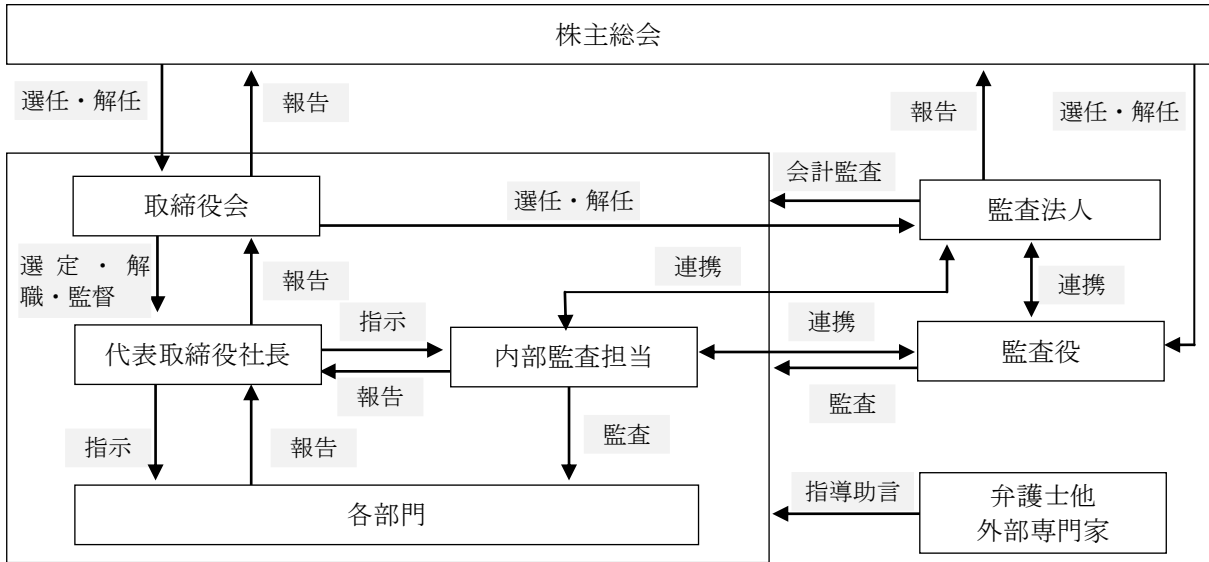 株主総会
選任・解任
報告
報告
選任・解任
会計監査
取締役会
選任・解任
監査法人
選定・解
職・監督
報告
連携
連携
指示
連携
代表取締役社長
内部監査担当
監査役
報告
監査
指示
報告
監査
各部門
指導助言
弁護士他
外部専門家